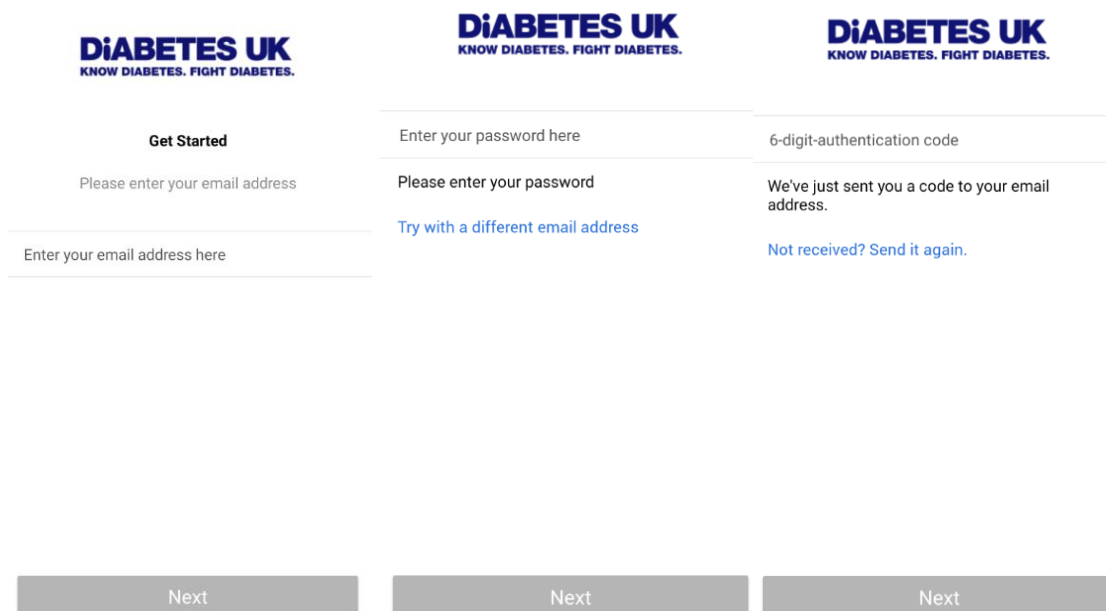 DiABETES UK
KNOW DIABETES. FIGHT DIABETES.
Get Started
Please enter your email address
Enter your email address here
Next
DiABETES UK
KNOW DIABETES. FIGHT DIABETES.
Enter your password here
Please enter your password
Try with a different email address
Next
DiABETES UK
KNOW DIABETES. FIGHT DIABETES.
6-digit-authentication code
We've just sent you a code to your email
address.
Not received? Send it again.
Next